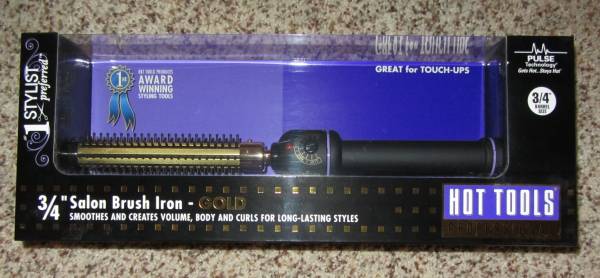 #1 STYLIST
preferred
1st
HOT TOOLS PRODUCTS
AWARD
WINNING
STYLING TOOLS
GREAT for TOUCH-UPS
PULSE
Technology
Gets Hot...Stays Hot
3/4"
BARREL
SIZE
3/4" Salon Brush Iron - GOLD
SMOOTHES AND CREATES VOLUME, BODY AND CURLS FOR LONG-LASTING STYLES
HOT TOOLS
PROFESSIONAL